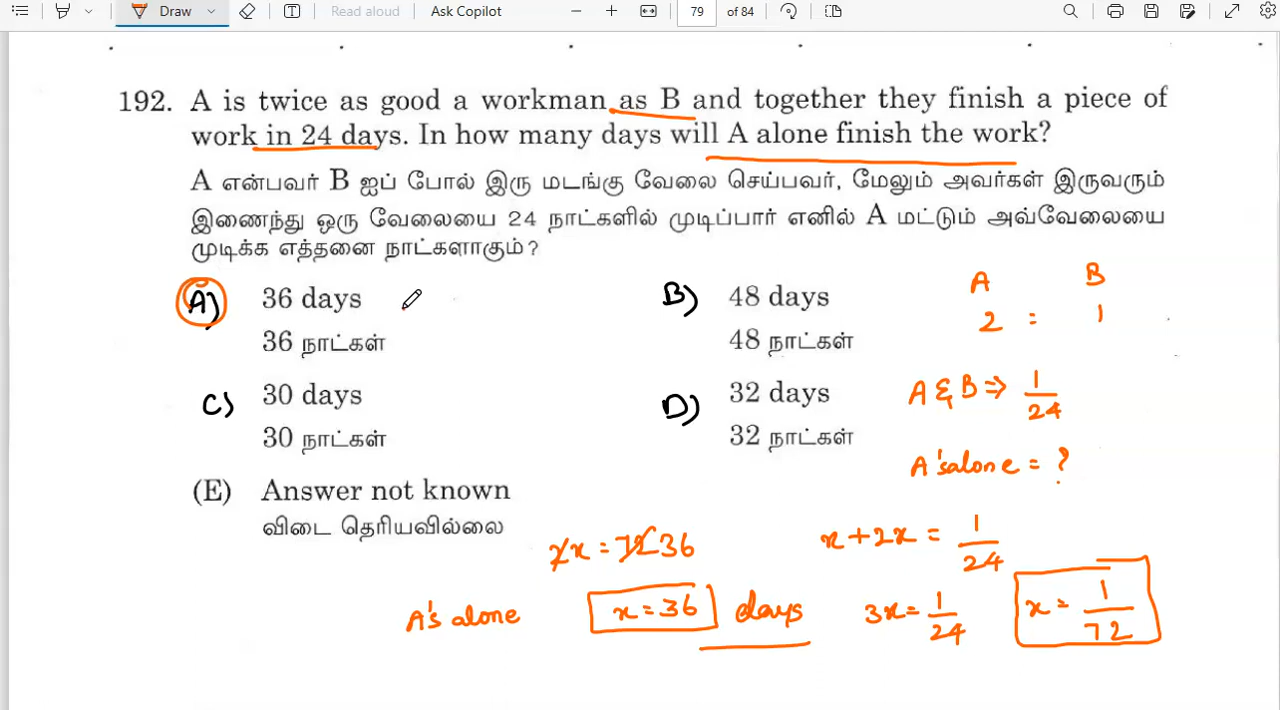 Draw Read aloud Ask Copilot 79 of 84
192. A is twice as good a workman as B and together they finish a piece of
work in 24 days. In how many days will A alone finish the work?
A என்பவர் B ஐப் போல் இரு மடங்கு வேலை செய்பவர், மேலும் அவர்கள் இருவரும்
இணைந்து ஒரு வேலையை 24 நாட்களில் முடிப்பார் எனில் A மட்டும் அவ்வேலையை
முடிக்க எத்தனை நாட்களாகும்?
A) 36 days
36 நாட்கள்
B) 48 days
48 நாட்கள்
C) 30 days
30 நாட்கள்
D) 32 days
32 நாட்கள்
(E) Answer not known
விடை தெரியவில்லை
A B
2 : 1
A & B ⇒ 1/24
A'salone = ?
x+2x = 1/24
3x = 1/24
x = 1/72
2x = 72 36
A's alone x = 36 days